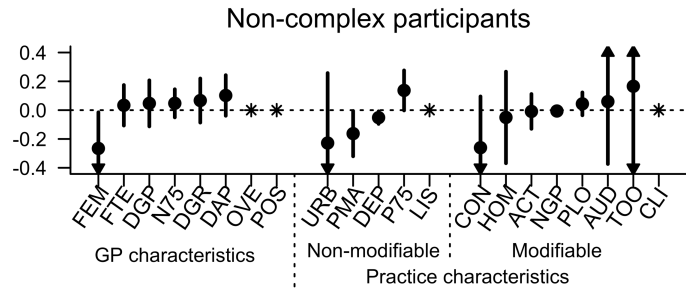 Non-complex participants
0.4
0.2
0.0
-0.2
-0.4
FEM FTE DGP N75 DGR DAP OVE POS URB PMA DEP P75 LIS CON HOM ACT NGP PLO AUD TOO CLI
GP characteristics Non-modifiable Modifiable
Practice characteristics